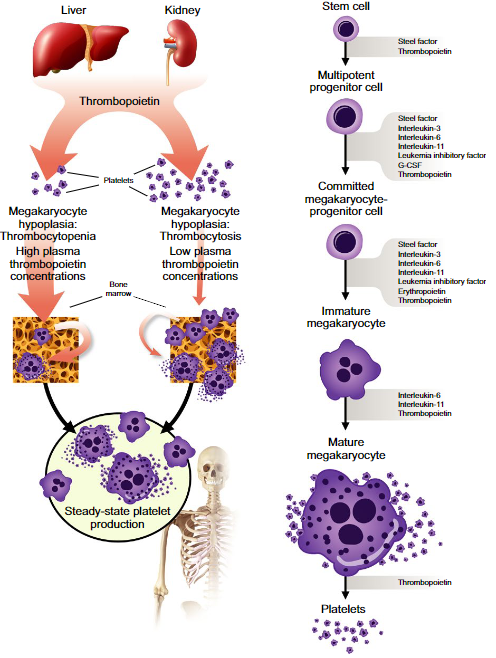 Liver
Kidney
Thrombopoietin
Platelets
Megakaryocyte
hypoplasia:
Thrombocytopenia
High plasma
thrombopoietin
concentrations
Megakaryocyte
hypoplasia:
Thrombocytosis
Low plasma
thrombopoietin
concentrations
Bone
marrow
Steady-state platelet
production
Stem cell
Steel factor
Thrombopoietin
Multipotent
progenitor cell
Steel factor
Interleukin-3
Interleukin-6
Interleukin-11
Leukemia inhibitory factor
G-CSF
Thrombopoietin
Committed
megakaryocyte-
progenitor cell
Steel factor
Interleukin-3
Interleukin-6
Interleukin-11
Leukemia inhibitory factor
Erythropoietin
Thrombopoietin
Immature
megakaryocyte
Interleukin-6
Interleukin-11
Thrombopoietin
Mature
megakaryocyte
Thrombopoietin
Platelets